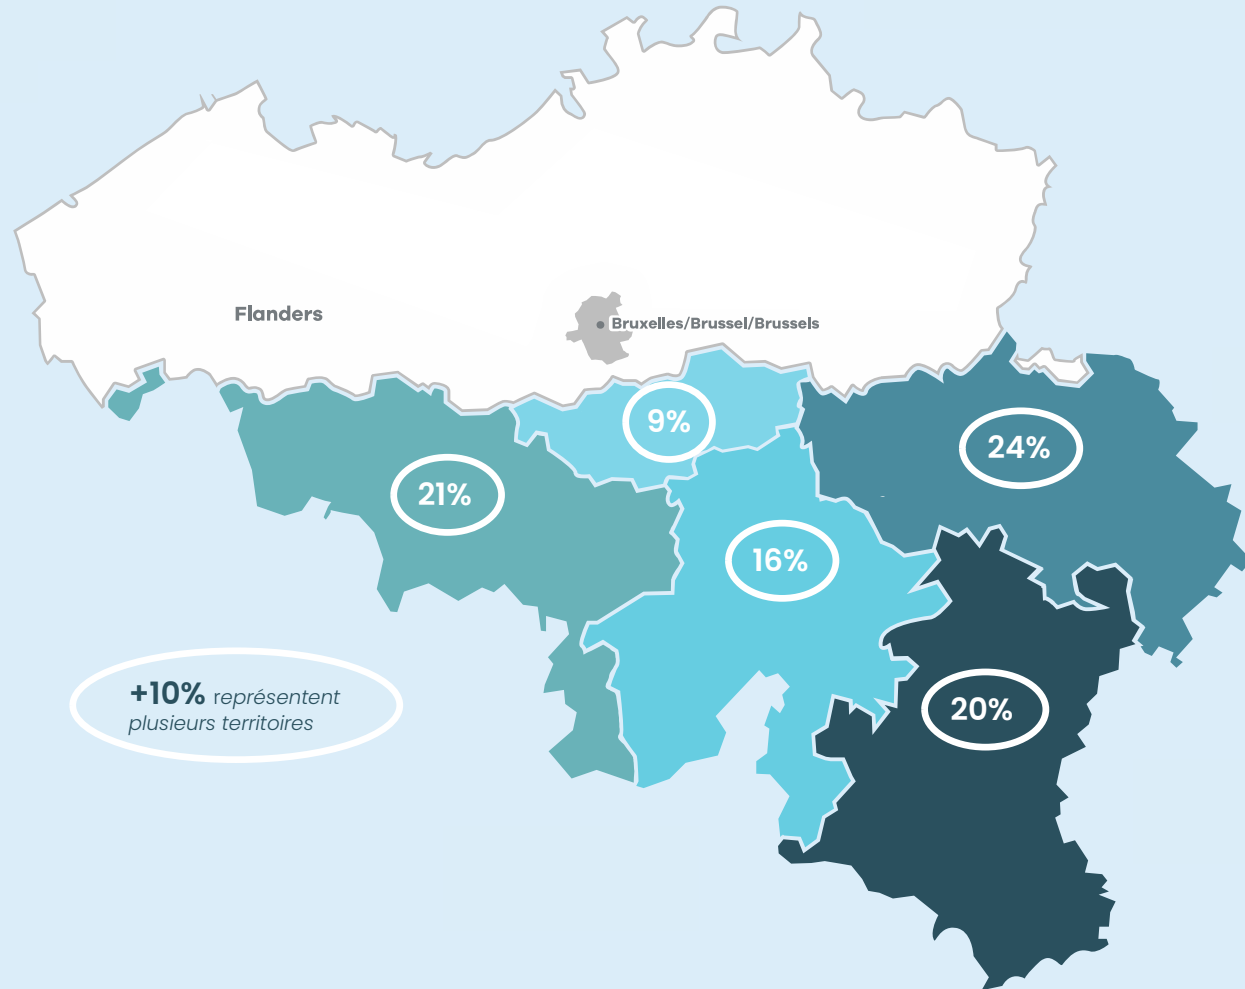 Flanders
Bruxelles/Brussel/Brussels
9%
24%
21%
16%
+10% représentent
plusieurs territoires
20%